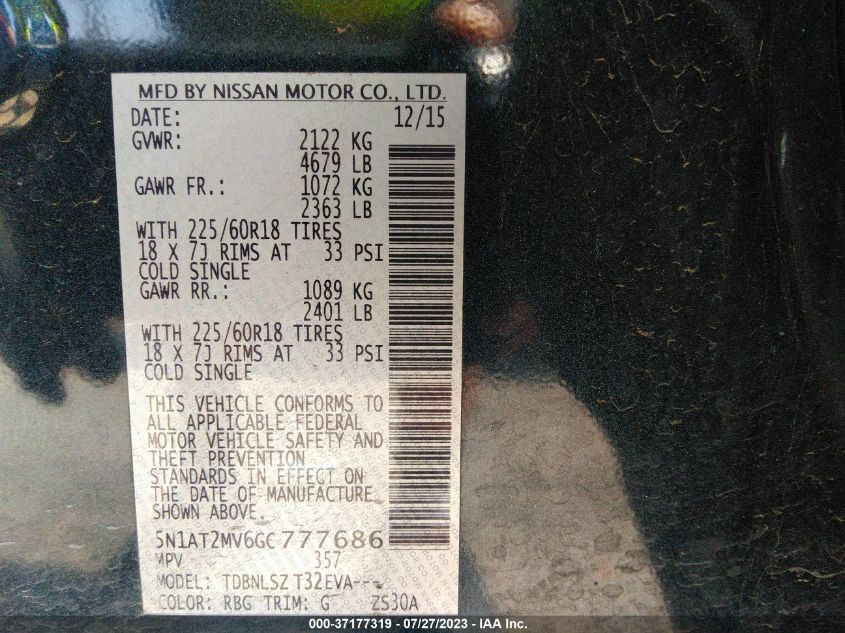 MFD BY NISSAN MOTOR CO., LTD.
DATE: 12/15
GVWR: 2122 KG
4679 LB
GAWR FR.: 1072 KG
2363 LB
WITH 225/60R18 TIRES
18 X 7J RIMS AT 33 PSI
COLD SINGLE
GAWR RR.: 1089 KG
2401 LB
WITH 225/60R18 TIRES
18 X 7J RIMS AT 33 PSI
COLD SINGLE
THIS VEHICLE CONFORMS TO
ALL APPLICABLE FEDERAL
MOTOR VEHICLE SAFETY AND
THEFT PREVENTION
STANDARDS IN EFFECT ON
THE DATE OF MANUFACTURE
SHOWN ABOVE.
5N1AT2MV6GC777686
MPV 357
MODEL: TDBNLSZ T32EVA---
COLOR: RBG TRIM: G ZS30A
000-37177319 - 07/27/2023 - IAA Inc.